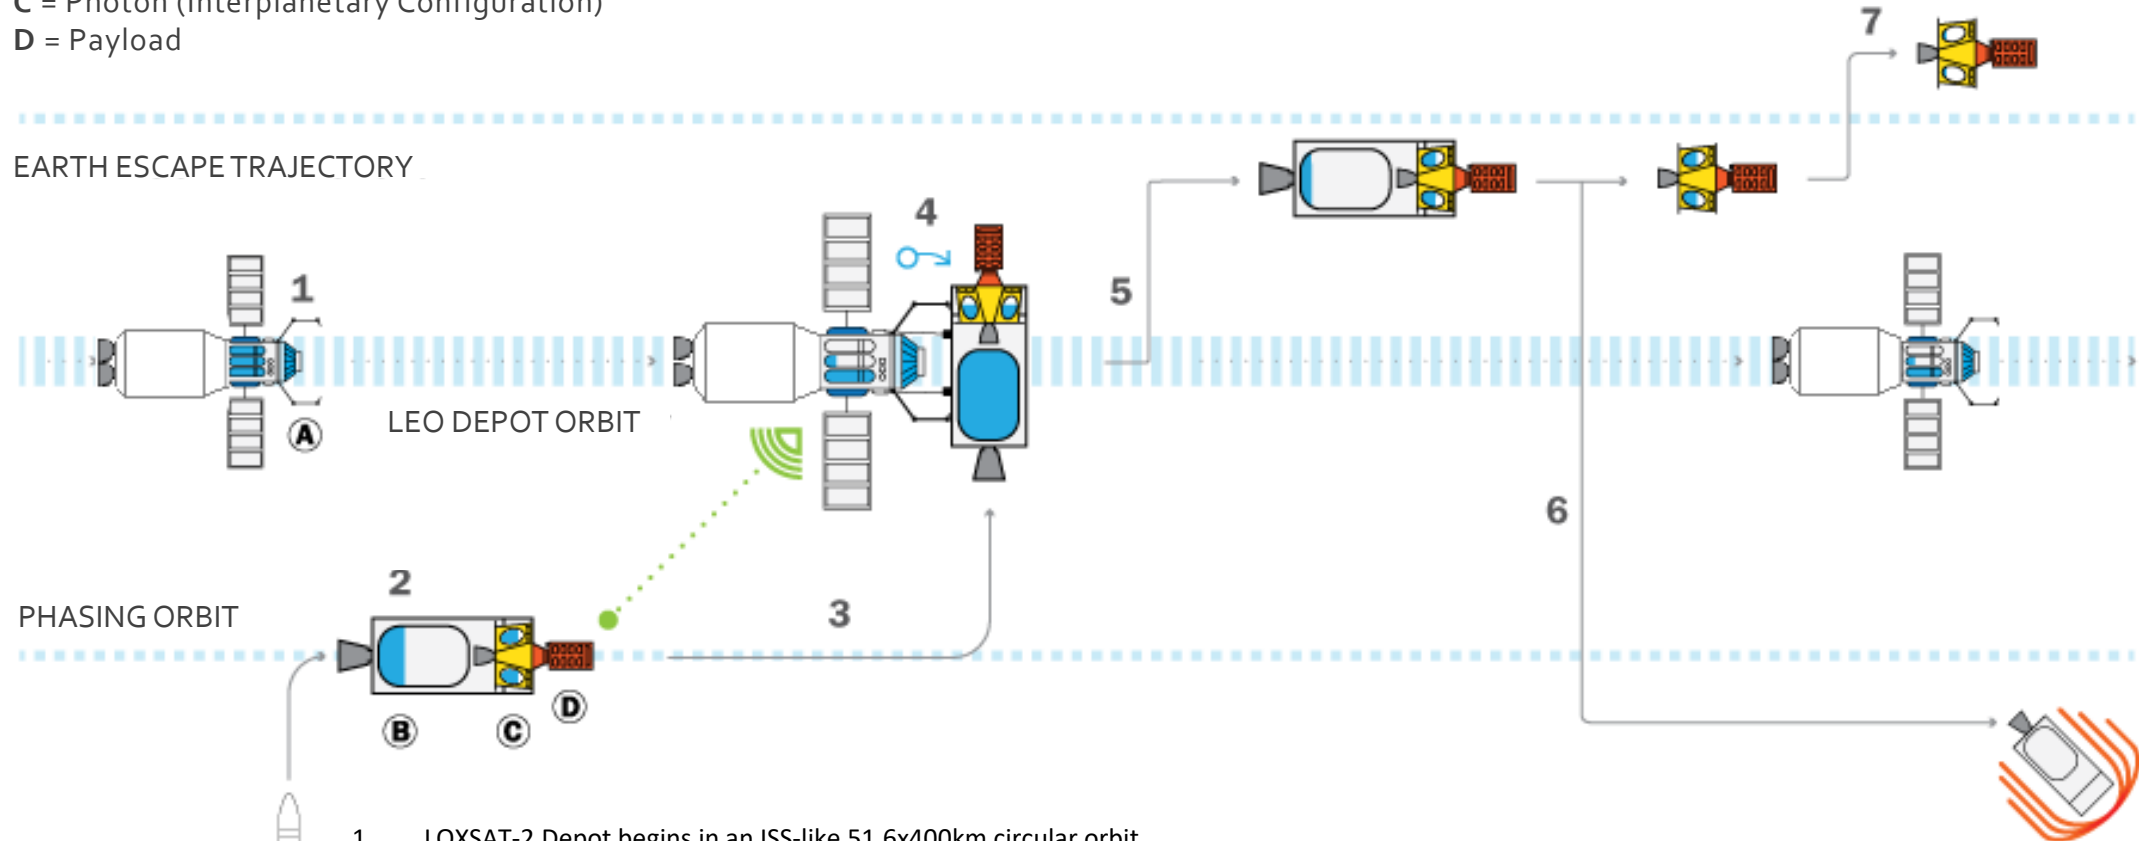 C = Photon (Interplanetary Configuration)
D = Payload
7
EARTH ESCAPE TRAJECTORY
4
1
5
A
LEO DEPOT ORBIT
6
2
PHASING ORBIT
3
D
B
C
1 LOXSAT-2 Depot begins in an ISS-like 51.6x400km circular orbit